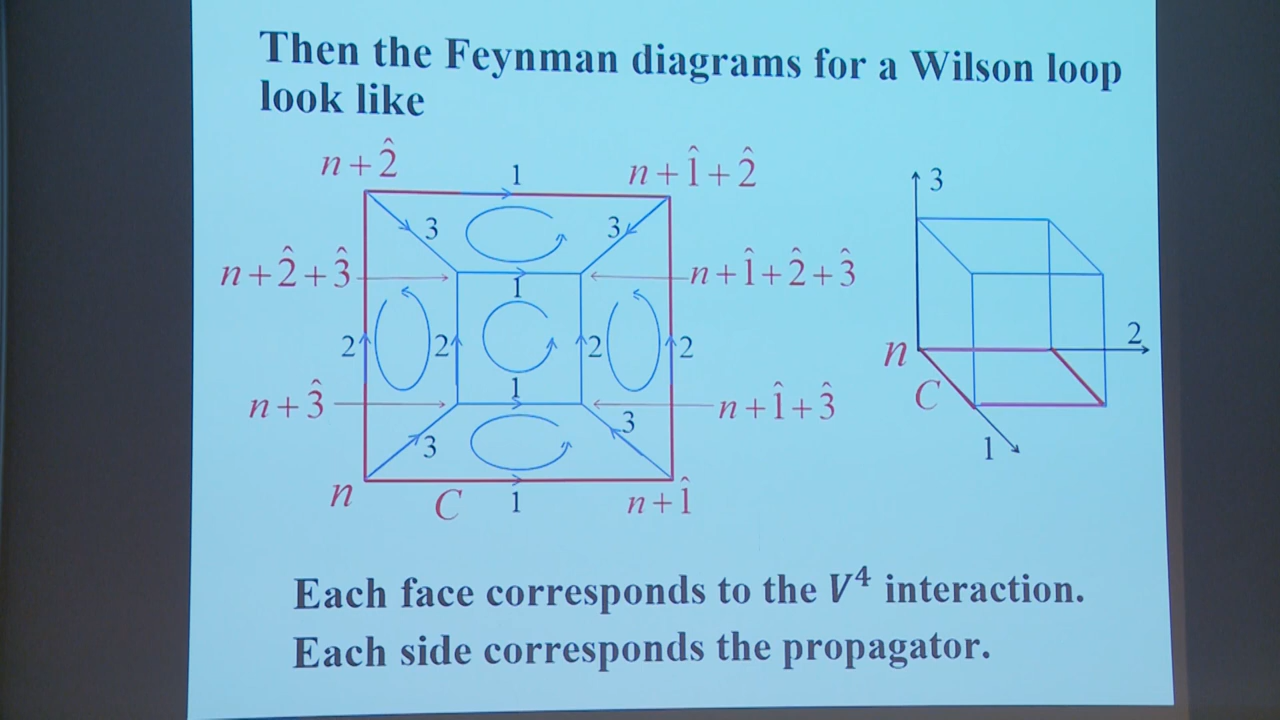 Then the Feynman diagrams for a Wilson loop
look like
n+2̂
1
n+1̂+2̂
3
3
3
n+2̂+3̂
1
n+1̂+2̂+3̂
2
2
2
2
2
n
n+3̂
1
n+1̂+3̂
C
3
3
1
n
C
1
n+1̂
Each face corresponds to the V⁴ interaction.
Each side corresponds the propagator.